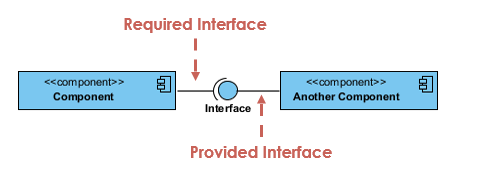 Required Interface
<<component>>
Component
Interface
<<component>>
Another Component
Provided Interface